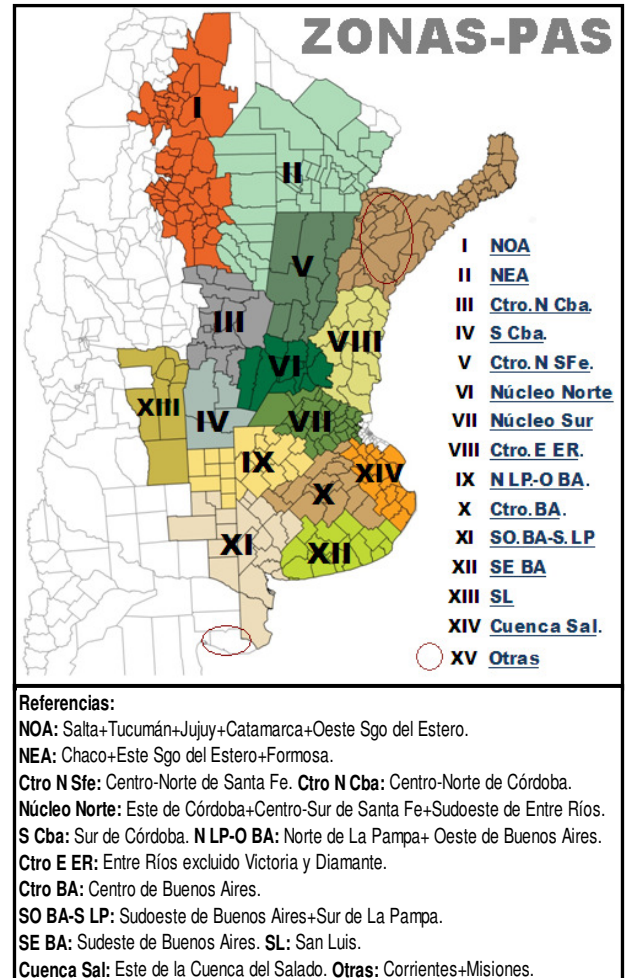 ZONAS-PAS
I
II
V
III
VIII
VI
XIII
IV
VII
IX
XIV
X
XI
XII
I NOA
II NEA
III Ctro.N Cba.
IV S Cba.
V Ctro.N SFe.
VI Núcleo Norte
VII Núcleo Sur
VIII Ctro.E ER.
IX N LP.-O BA.
X Ctro.BA.
XI SO.BA-S.LP
XII SE BA
XIII SL
XIV Cuenca Sal.
XV Otras
Referencias:
NOA: Salta+Tucumán+Jujuy+Catamarca+Oeste Sgo del Estero.
NEA: Chaco+Este Sgo del Estero+Formosa.
Ctro N Sfe: Centro-Norte de Santa Fe. Ctro N Cba: Centro-Norte de Córdoba.
Núcleo Norte: Este de Córdoba+Centro-Sur de Santa Fe+Sudoeste de Entre Ríos.
S Cba: Sur de Córdoba. N LP-O BA: Norte de La Pampa+ Oeste de Buenos Aires.
Ctro E ER: Entre Ríos excluido Victoria y Diamante.
Ctro BA: Centro de Buenos Aires.
SO BA-S LP: Sudoeste de Buenos Aires+Sur de La Pampa.
SE BA: Sudeste de Buenos Aires. SL: San Luis.
Cuenca Sal: Este de la Cuenca del Salado. Otras: Corrientes+Misiones.